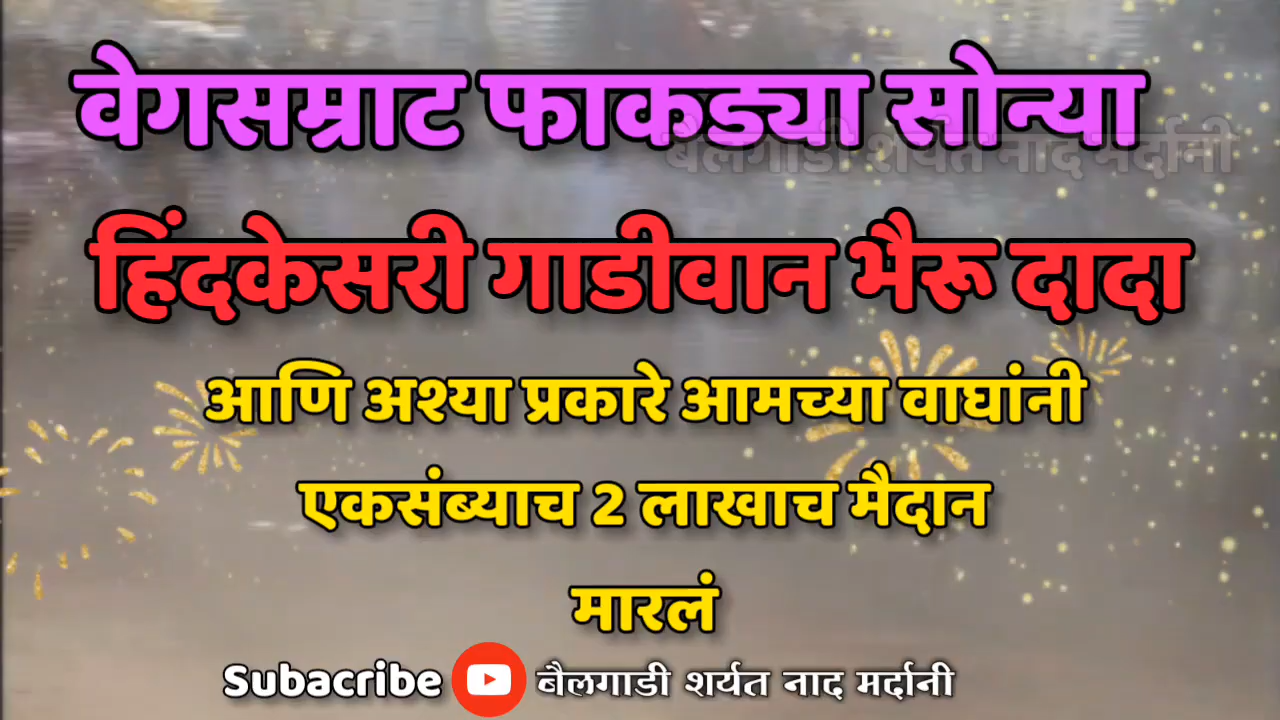 वेगसम्राट फाकड्या सोन्या
बैलगाडी शर्यत नाद मर्दानी
हिंदकेसरी गाडीवान भैरू दादा
आणि अश्या प्रकारे आमच्या वाघांनी
एकसंब्याच 2 लाखाच मैदान
मारलं
Subacribe बैलगाडी शर्यत नाद मर्दानी